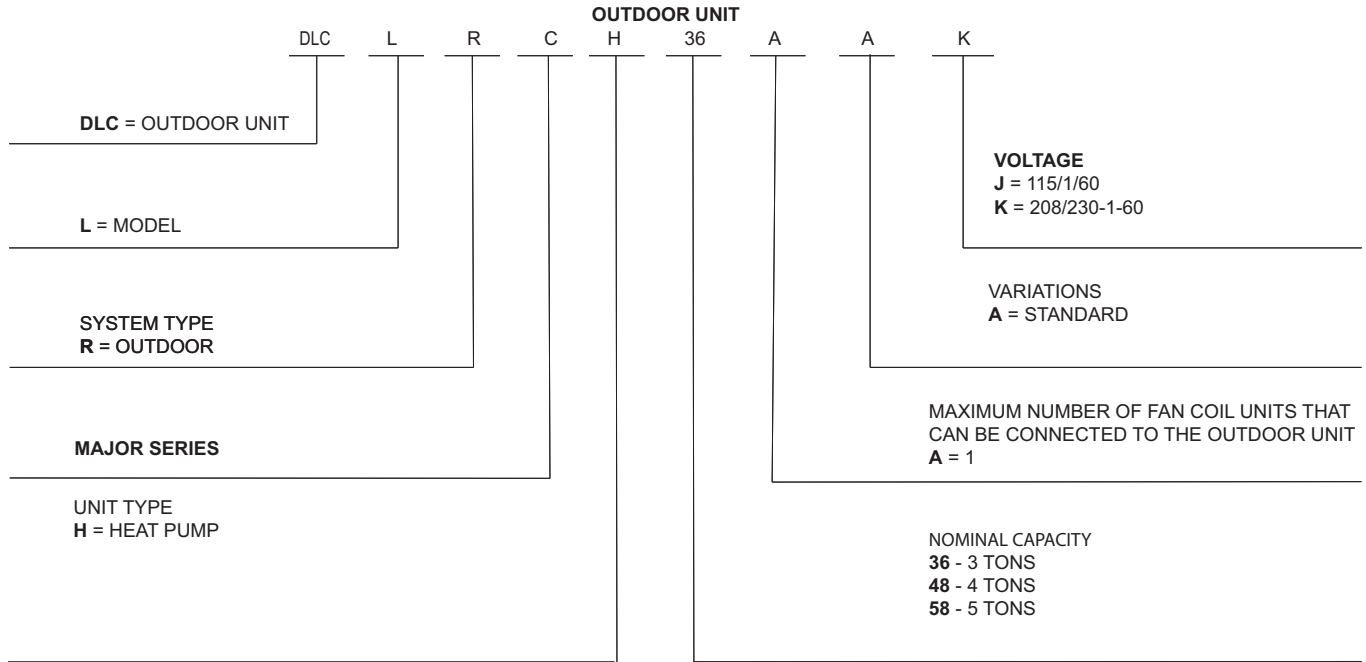 OUTDOOR UNIT
DLC L R C H 36 A A K
DLC = OUTDOOR UNIT
L = MODEL
SYSTEM TYPE
R = OUTDOOR
MAJOR SERIES
UNIT TYPE
H = HEAT PUMP
VOLTAGE
J = 115/1/60
K = 208/230-1-60
VARIATIONS
A = STANDARD
MAXIMUM NUMBER OF FAN COIL UNITS THAT
CAN BE CONNECTED TO THE OUTDOOR UNIT
A = 1
NOMINAL CAPACITY
36 - 3 TONS
48 - 4 TONS
58 - 5 TONS